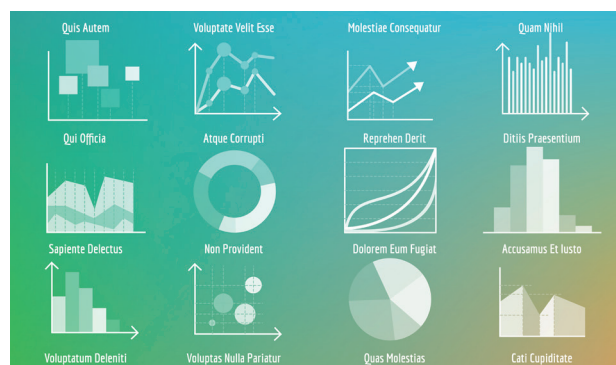 Quis Autem
Voluptate Velit Esse
Molestiae Consequatur
Quam Nihil
Qui Officia
Atque Corrupti
Reprehen Derit
Ditiis Praesentium
Sapiente Delectus
Non Provident
Dolorem Eum Fugiat
Accusamus Et Iusto
Voluptatum Deleniti
Voluptas Nulla Pariatur
Quas Molestias
Cati Cupiditate